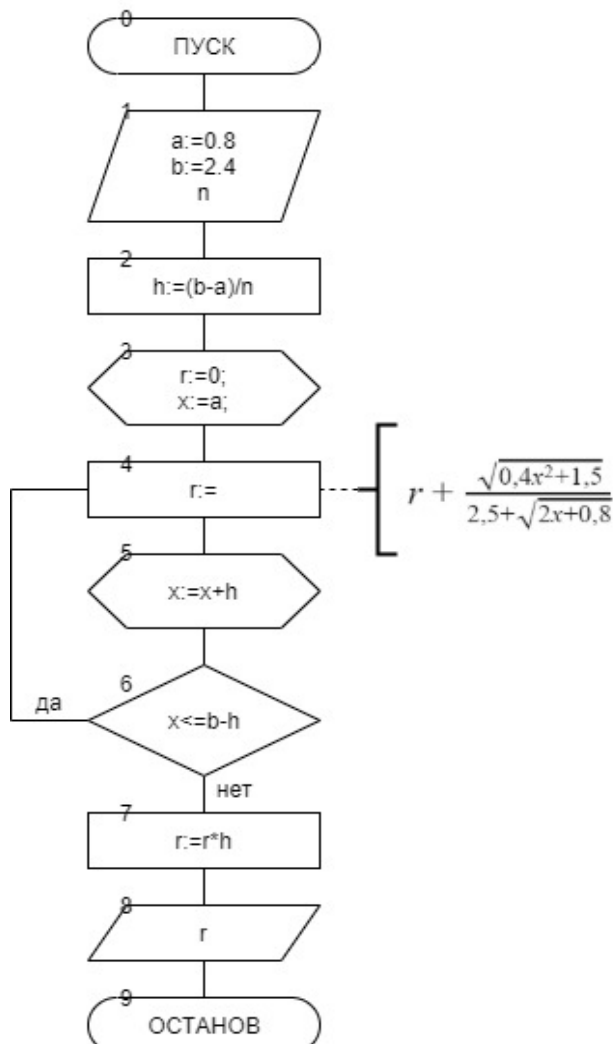 0
ПУСК
1
a:=0.8
b:=2.4
n
2
h:=(b-a)/n
3
r:=0;
x:=a;
4
r:=
r + √(0,4x²+1,5) / (2,5+√(2x+0,8))
5
x:=x+h
6
да
x<=b-h
нет
7
r:=r*h
8
r
9
ОСТАНОВ